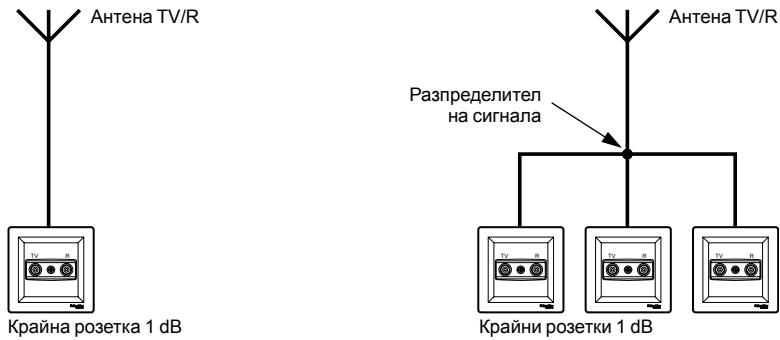 Антена TV/R
Антена TV/R
Разпределител
на сигнала
TV R
TV R
TV R
TV R
Крайна розетка 1 dB
Крайни розетки 1 dB